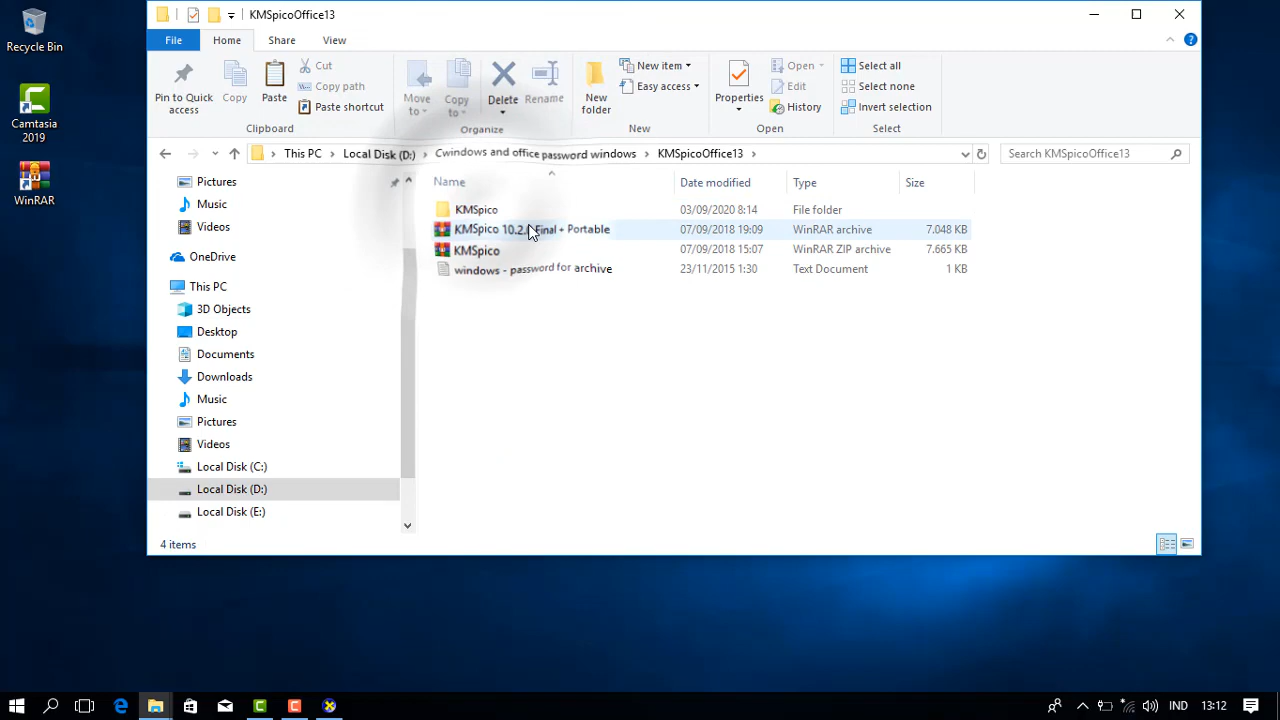 Recycle Bin
Camtasia
2019
WinRAR
KMSpicoOffice13
File Home Share View
Pin to Quick
access
Copy
Paste
Cut
Copy path
Paste shortcut
Clipboard
Move
to
Copy
to
Delete
Rename
Organize
New
folder
New item
Easy access
New
Properties
Open
Edit
History
Open
Select all
Select none
Invert selection
Select
This PC Local Disk (D:) Cwindows and office password windows KMSpicoOffice13
Search KMSpicoOffice13
Pictures
Music
Videos
OneDrive
This PC
3D Objects
Desktop
Documents
Downloads
Music
Pictures
Videos
Local Disk (C:)
Local Disk (D:)
Local Disk (E:)
Name Date modified Type Size
KMSpico 03/09/2020 8:14 File folder
KMSpico Final + Portable 07/09/2018 19:09 WinRAR archive 7.048 KB
KMSpico 07/09/2018 15:07 WinRAR ZIP archive 7.665 KB
windows - password for archive 23/11/2015 1:30 Text Document 1 KB
4 items
IND 13:12